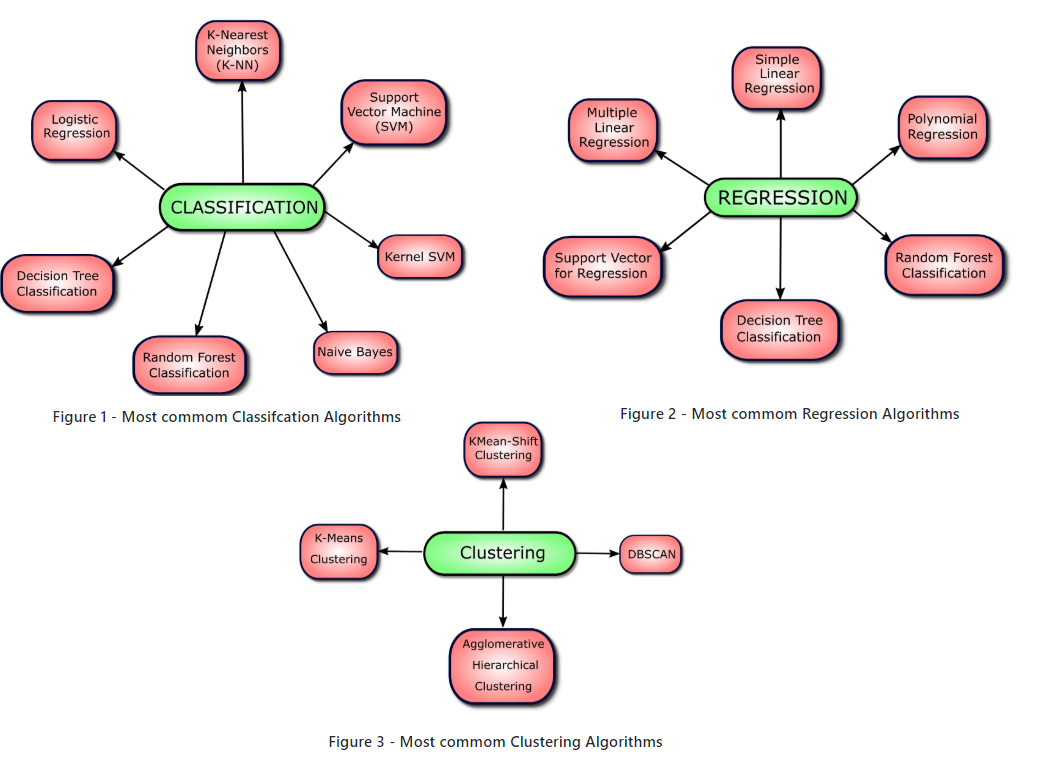 K-Nearest
Neighbors
(K-NN)
Support
Vector Machine
(SVM)
Logistic
Regression
CLASSIFICATION
Kernel SVM
Decision Tree
Classification
Random Forest
Classification
Naive Bayes
Figure 1 - Most commom Classifcation Algorithms
Simple
Linear
Regression
Multiple
Linear
Regression
Polynomial
Regression
REGRESSION
Support Vector
for Regression
Random Forest
Classification
Decision Tree
Classification
Figure 2 - Most commom Regression Algorithms
KMean-Shift
Clustering
K-Means
Clustering
Clustering
DBSCAN
Agglomerative
Hierarchical
Clustering
Figure 3 - Most commom Clustering Algorithms